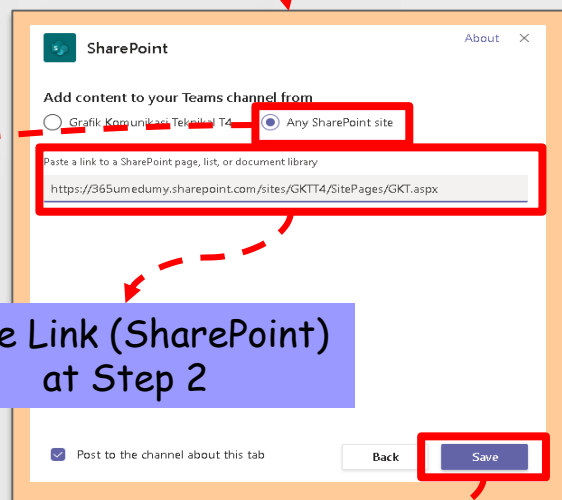 SharePoint
About
Add content to your Teams channel from
Grafik Komunikasi Teknikal T4
Any SharePoint site
Paste a link to a SharePoint page, list, or document library
https://365umedumy.sharepoint.com/sites/GKTT4/SitePages/GKT.aspx
e Link (SharePoint)
at Step 2
Post to the channel about this tab
Back
Save